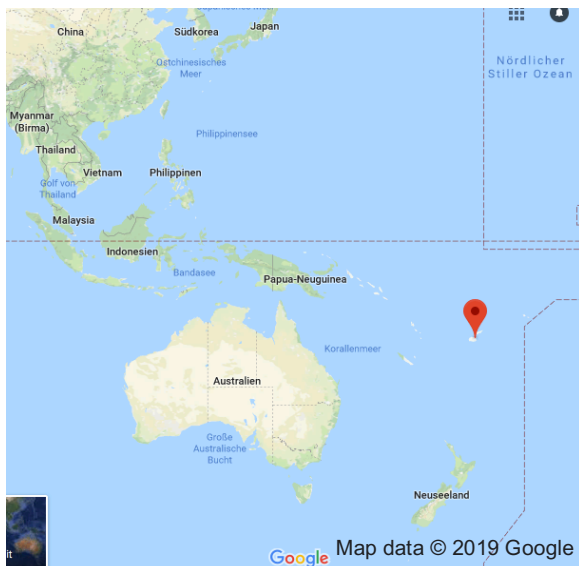 China
Südkorea
Japan
Ostchinesisches
Meer
Nördlicher
Stiller Ozean
Myanmar
(Birma)
Thailand
Philippinensee
Vietnam
Philippinen
Golf von
Thailand
Malaysia
Indonesien
Bandasee
Papua-Neuguinea
Korallenmeer
Australien
Große
Australische
Bucht
Neuseeland
it
Google
Map data © 2019 Google